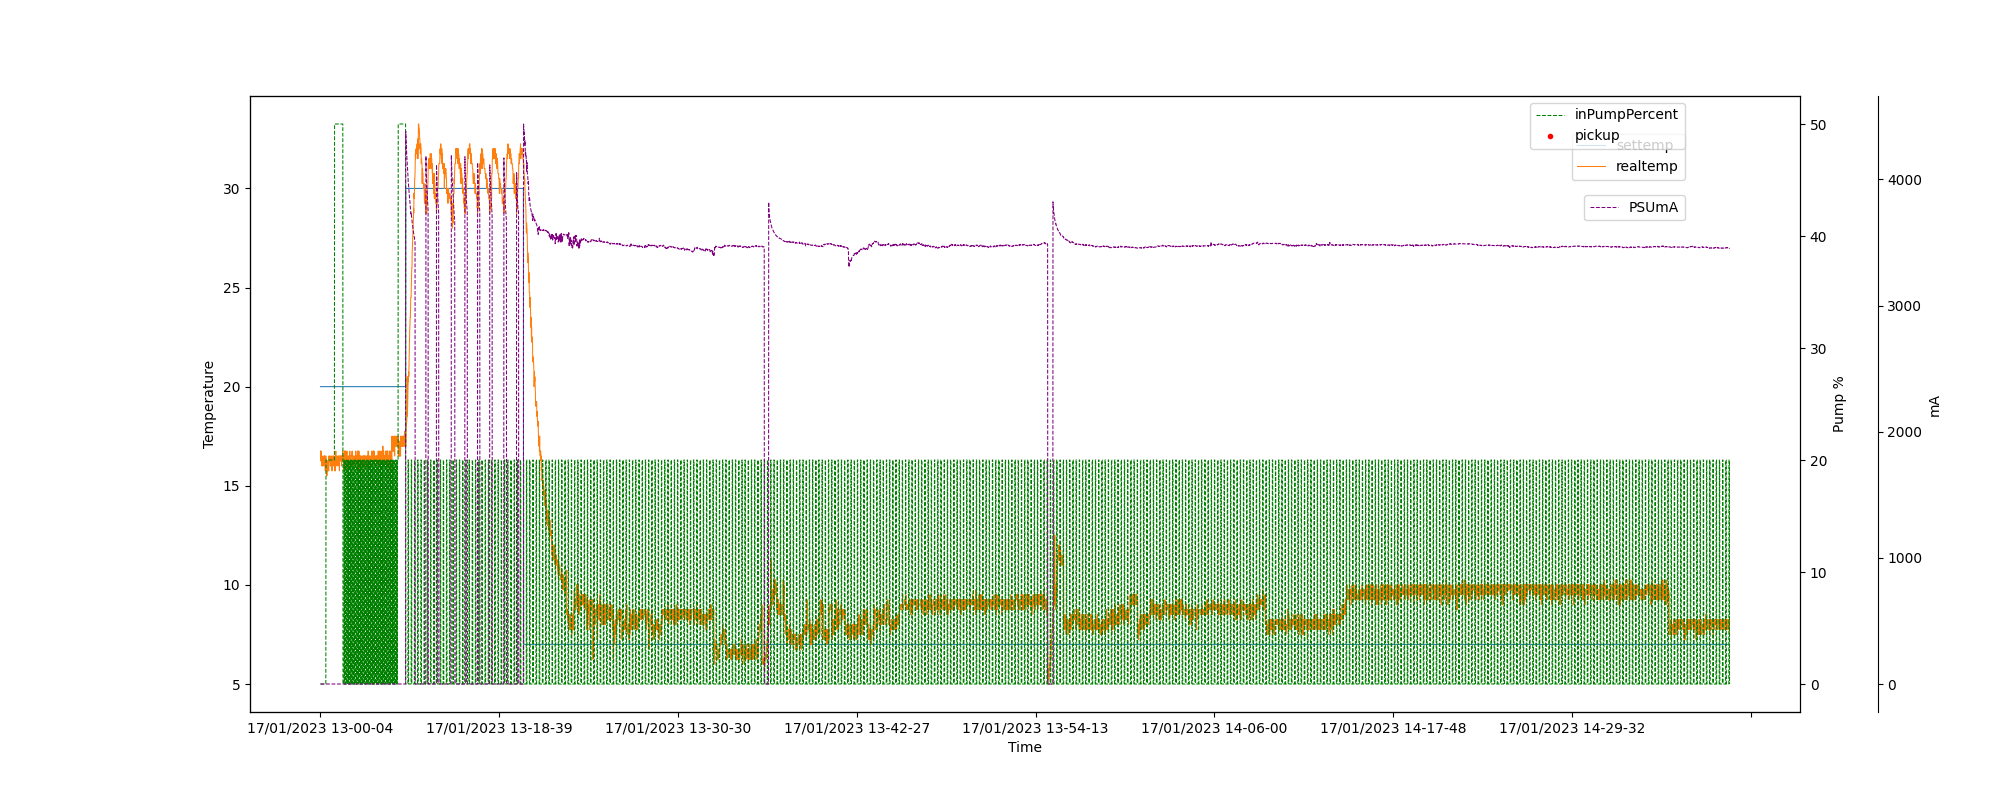 inPumpPercent
pickup
settemp
realtemp
PSUmA
30
25
20
15
10
5
Temperature
50
40
30
20
10
0
Pump %
4000
3000
2000
1000
0
mA
17/01/2023 13-00-04
17/01/2023 13-18-39
17/01/2023 13-30-30
17/01/2023 13-42-27
17/01/2023 13-54-13
17/01/2023 14-06-00
17/01/2023 14-17-48
17/01/2023 14-29-32
Time